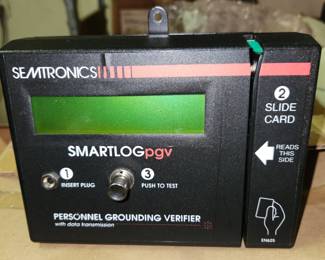 SEMTRONICS
2
SLIDE
CARD
SMARTLOGpgv
READS
THIS
SIDE
1
INSERT PLUG
3
PUSH TO TEST
PERSONNEL GROUNDING VERIFIER
with data transmission
EN60S